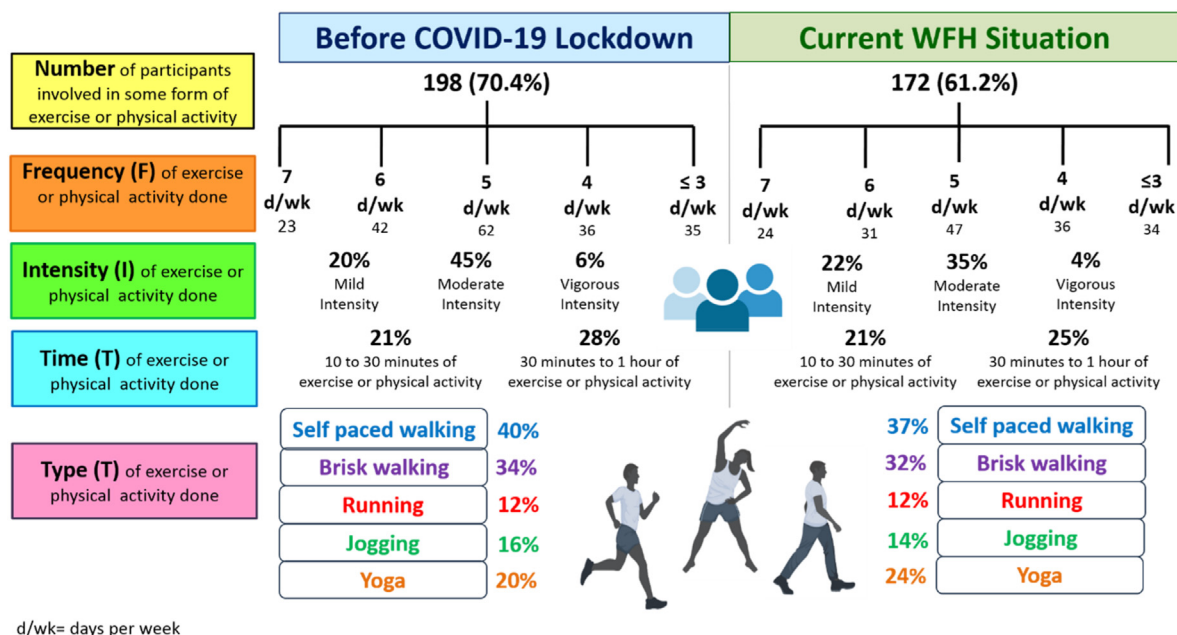 Before COVID-19 Lockdown
Current WFH Situation
Number of participants
involved in some form of
exercise or physical activity
198 (70.4%)
172 (61.2%)
Frequency (F) of exercise
or physical activity done
7
d/wk
23
6
d/wk
42
5
d/wk
62
4
d/wk
36
≤ 3
d/wk
35
7
d/wk
24
6
d/wk
31
5
d/wk
47
4
d/wk
36
≤3
d/wk
34
Intensity (I) of exercise or
physical activity done
20%
Mild
Intensity
45%
Moderate
Intensity
6%
Vigorous
Intensity
22%
Mild
Intensity
35%
Moderate
Intensity
4%
Vigorous
Intensity
Time (T) of exercise or
physical activity done
21%
10 to 30 minutes of
exercise or physical activity
28%
30 minutes to 1 hour of
exercise or physical activity
21%
10 to 30 minutes of
exercise or physical activity
25%
30 minutes to 1 hour of
exercise or physical activity
Type (T) of exercise or
physical activity done
Self paced walking 40%
Brisk walking 34%
Running 12%
Jogging 16%
Yoga 20%
37% Self paced walking
32% Brisk walking
12% Running
14% Jogging
24% Yoga
d/wk= days per week